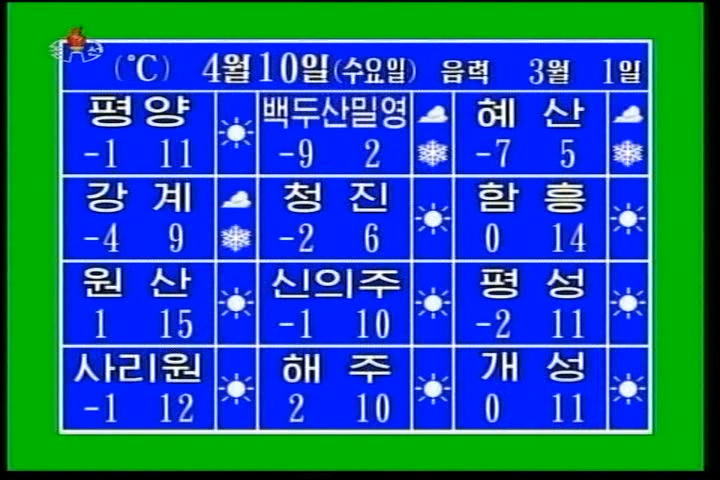 조선
(℃) 4월10일(수요일) 음력 3월 1일
평양 백두산밀영 혜산
-1 11 -9 2 -7 5
강계 청진 함흥
-4 9 -2 6 0 14
원산 신의주 평성
1 15 -1 10 -2 11
사리원 해주 개성
-1 12 2 10 0 11